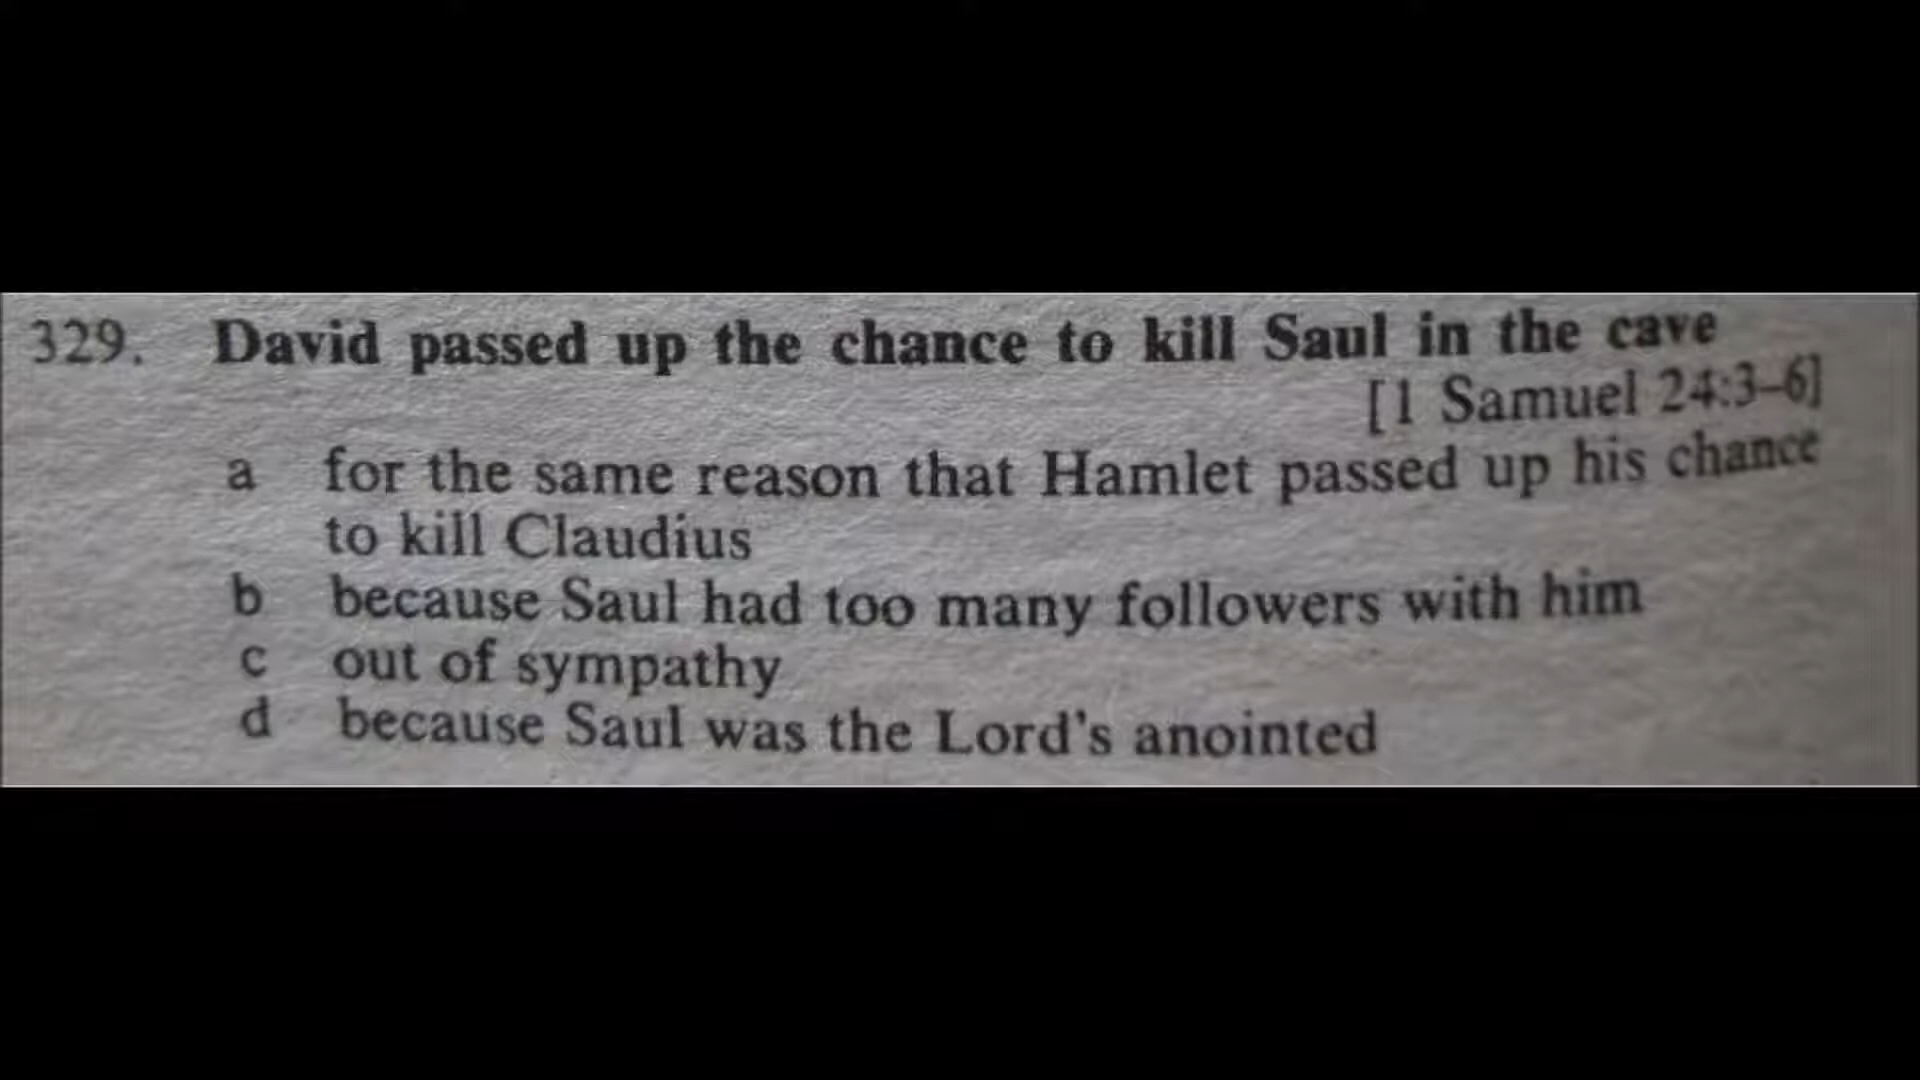 329. David passed up the chance to kill Saul in the cave
[1 Samuel 24:3–6]
a for the same reason that Hamlet passed up his chance
to kill Claudius
b because Saul had too many followers with him
c out of sympathy
d because Saul was the Lord's anointed